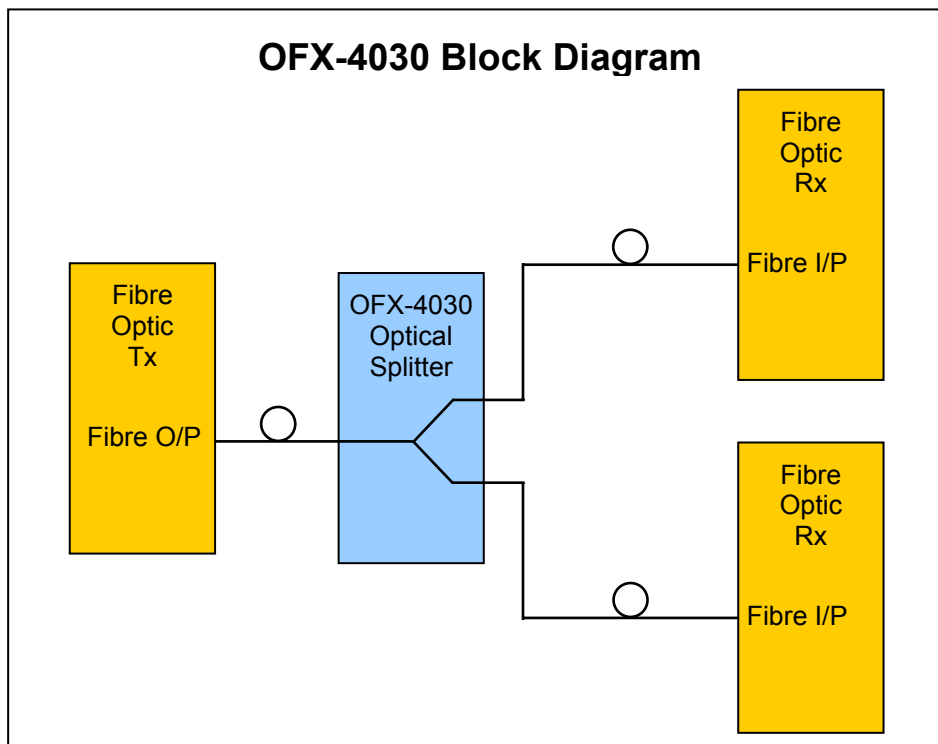 OFX-4030 Block Diagram
Fibre
Optic
Tx
Fibre O/P
OFX-4030
Optical
Splitter
Fibre
Optic
Rx
Fibre I/P
Fibre
Optic
Rx
Fibre I/P